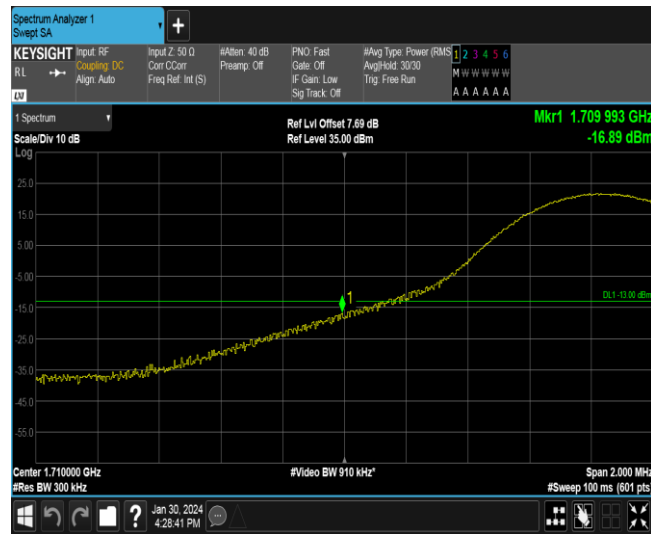 Spectrum Analyzer 1
Swept SA
+
KEYSIGHT
RL
LXI
Input: RF
Coupling: DC
Align: Auto
Input Z: 50 Ω
Corr CCorr
Freq Ref: Int (S)
#Atten: 40 dB
Preamp: Off
PNO: Fast
Gate: Off
IF Gain: Low
Sig Track: Off
#Avg Type: Power (RMS
Avg|Hold: 30/30
Trig: Free Run
1 2 3 4 5 6
M W W W W W
A A A A A A
1 Spectrum
Scale/Div 10 dB
Log
Ref Lvl Offset 7.69 dB
Ref Level 35.00 dBm
Mkr1 1.709 993 GHz
-16.89 dBm
25.0
15.0
5.00
-5.00
-15.0
-25.0
-35.0
-45.0
-55.0
1
DL1 -13.00 dBm
Center 1.710000 GHz
#Res BW 300 kHz
#Video BW 910 kHz*
Span 2.000 MHz
#Sweep 100 ms (601 pts)
?
Jan 30, 2024
4:28:41 PM